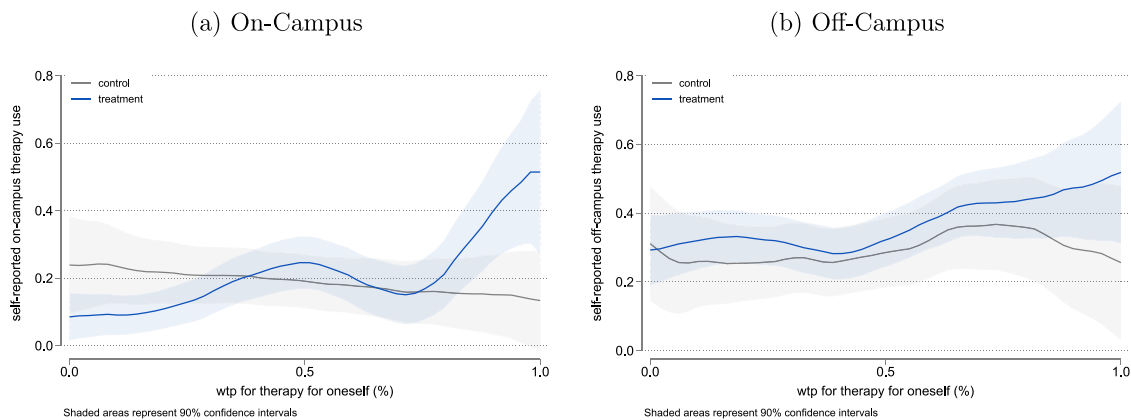 (a) On-Campus
control
treatment
self-reported on-campus therapy use
0.8
0.6
0.4
0.2
0.0
0.0 0.5 1.0
wtp for therapy for oneself (%)
Shaded areas represent 90% confidence intervals
(b) Off-Campus
control
treatment
self-reported off-campus therapy use
0.8
0.6
0.4
0.2
0.0
0.0 0.5 1.0
wtp for therapy for oneself (%)
Shaded areas represent 90% confidence intervals